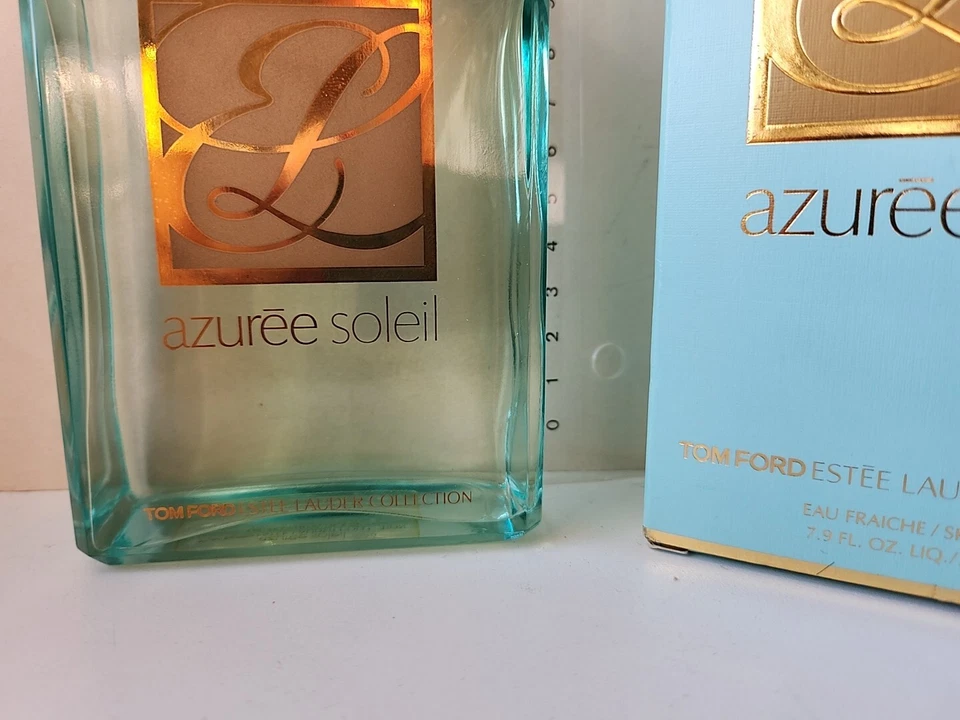 azurēe soleil
TOM FORD ESTĒE LAUDER COLLECTION
8
7
6
5
4
3
2
1
0
azurēe
TOM FORD ESTĒE LAU
EAU FRAICHE / S
7.9 FL. OZ. LIQ./